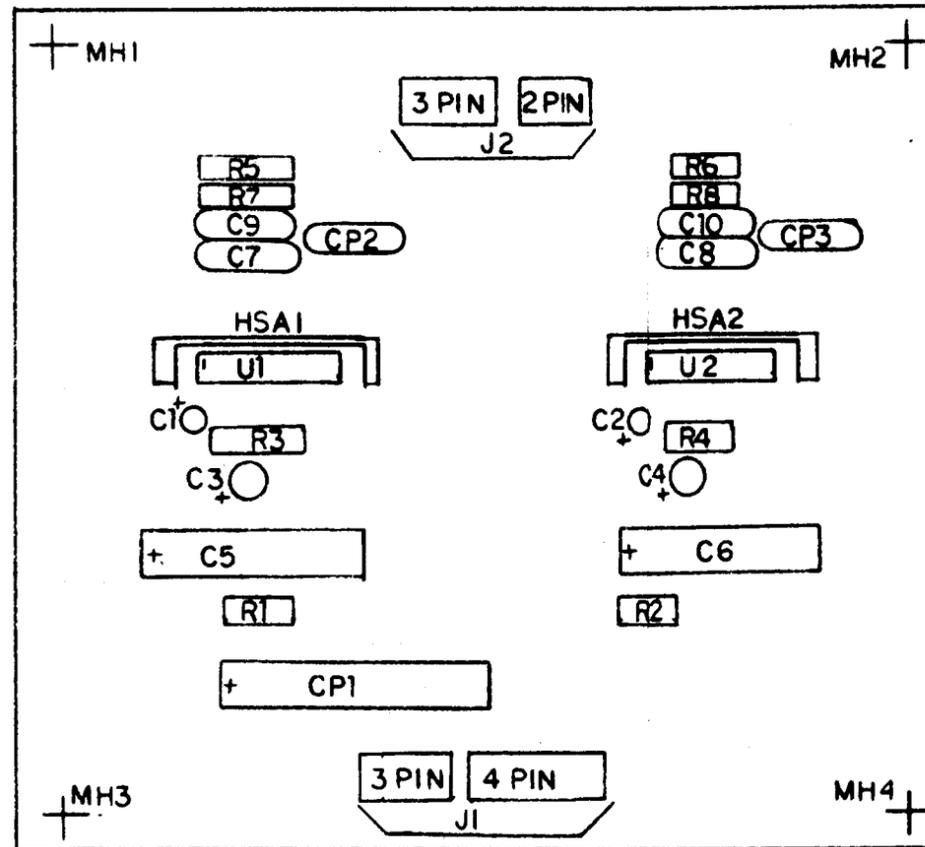 MH1 MH2
3 PIN 2 PIN
J2
R5 R6
R7 R8
C9 C10
CP2 CP3
C7 C8
HSA1 HSA2
U1 U2
+ C1 C2 +
R3 R4
C3 + C4 +
+ C5 + C6
R1 R2
+ CP1
3 PIN 4 PIN
MH3 MH4
J1